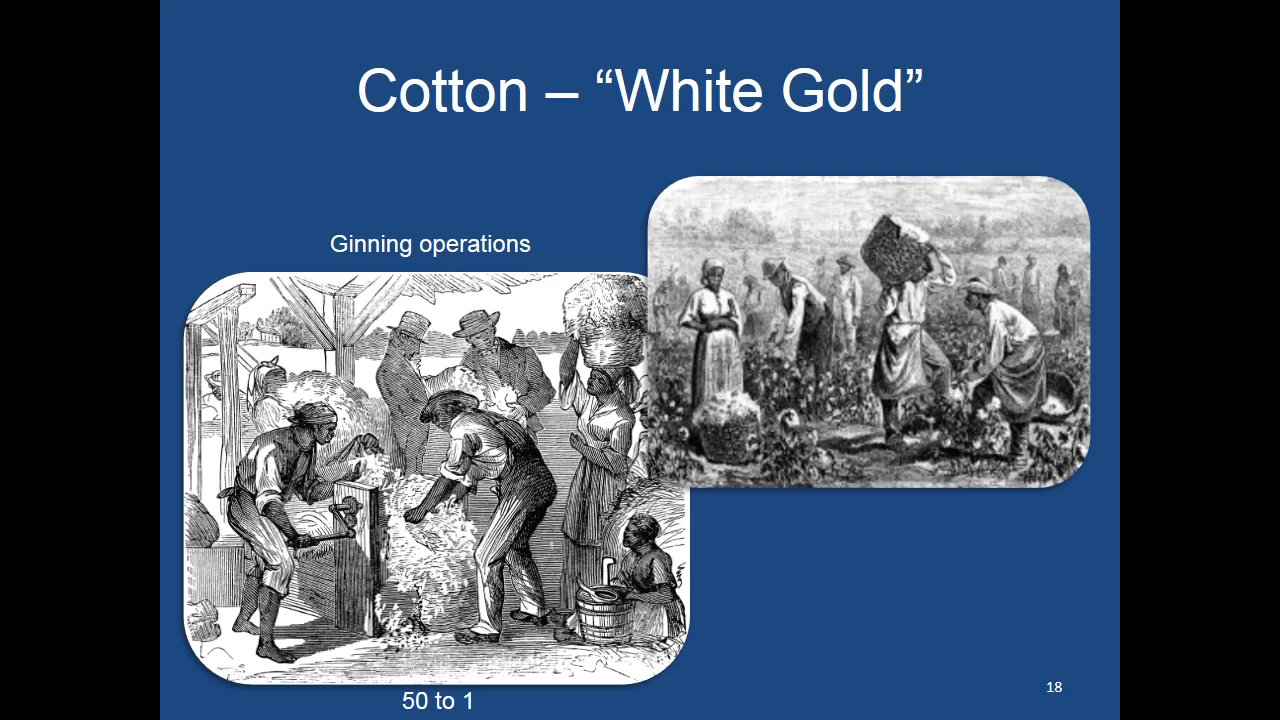 Cotton – “White Gold”
Ginning operations
50 to 1
18